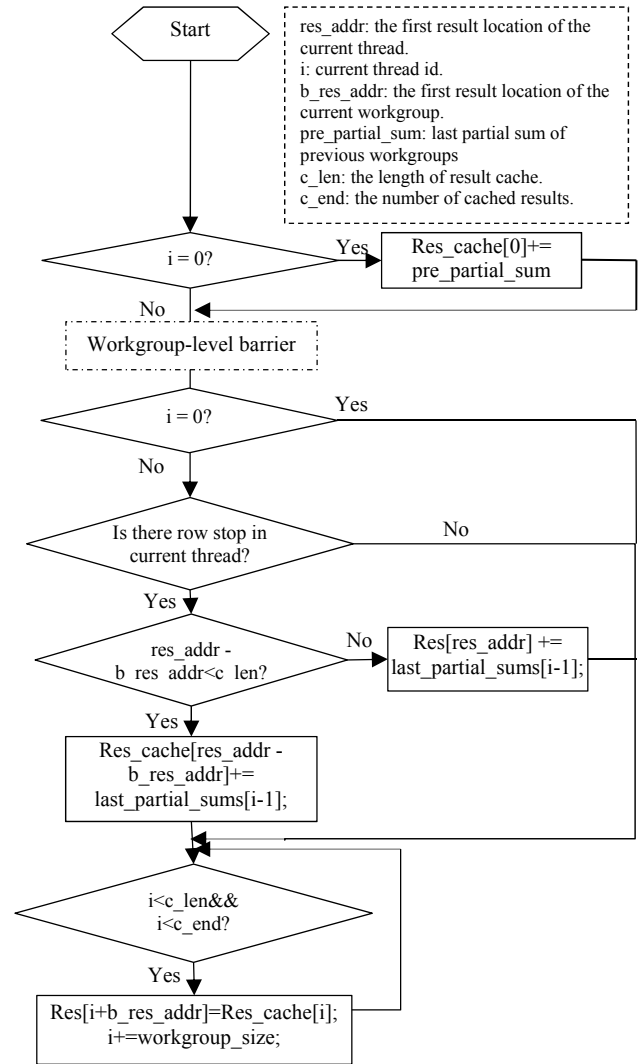 Start
res_addr: the first result location of the
current thread.
i: current thread id.
b_res_addr: the first result location of the
current workgroup.
pre_partial_sum: last partial sum of
previous workgroups
c_len: the length of result cache.
c_end: the number of cached results.
i = 0?
Yes
Res_cache[0]+=
pre_partial_sum
No
Workgroup-level barrier
i = 0?
Yes
No
Is there row stop in
current thread?
No
Yes
res_addr -
b_res_addr<c_len?
No
Res[res_addr] +=
last_partial_sums[i-1];
Yes
Res_cache[res_addr -
b_res_addr]+=
last_partial_sums[i-1];
i<c_len&&
i<c_end?
Yes
Res[i+b_res_addr]=Res_cache[i];
i+=workgroup_size;